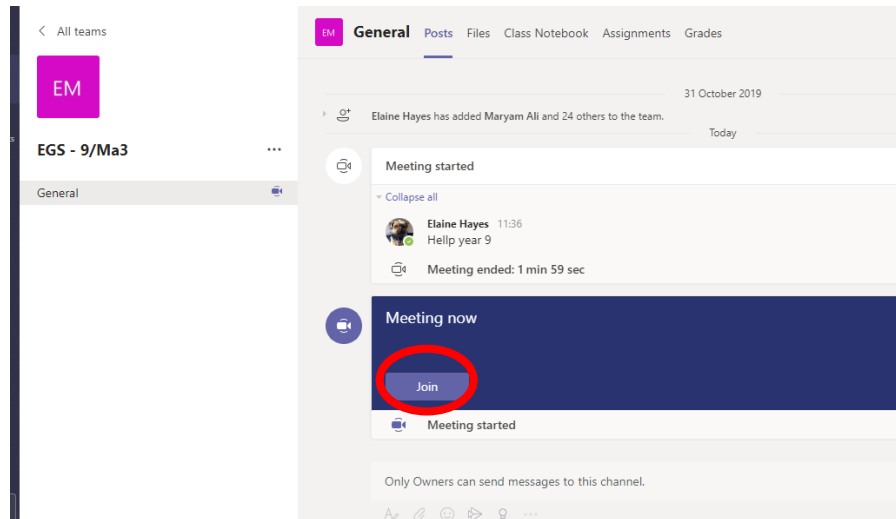 All teams
EM
EGS - 9/Ma3
...
General
EM General Posts Files Class Notebook Assignments Grades
31 October 2019
Elaine Hayes has added Maryam Ali and 24 others to the team.
Today
Meeting started
Collapse all
Elaine Hayes 11:36
Hellp year 9
Meeting ended: 1 min 59 sec
Meeting now
Join
Meeting started
Only Owners can send messages to this channel.